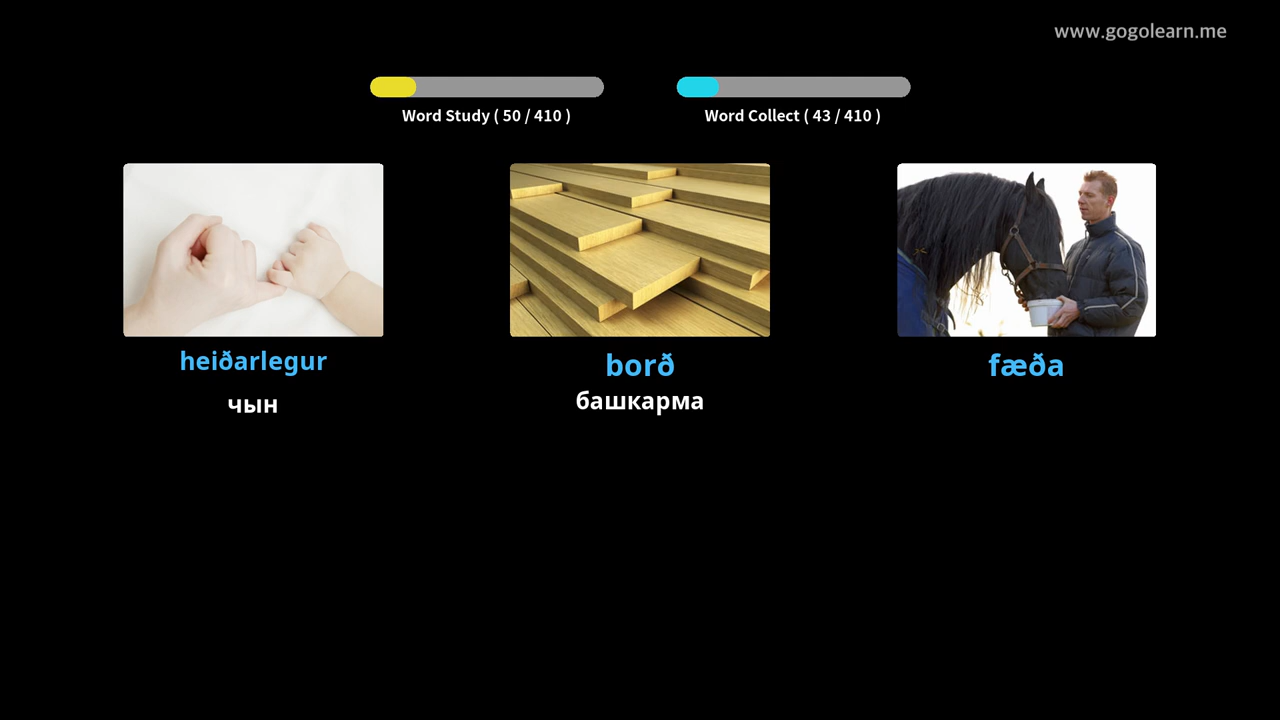 www.gogolearn.me
Word Study ( 50 / 410 )
Word Collect ( 43 / 410 )
heiðarlegur
чын
borð
башкарма
fæða